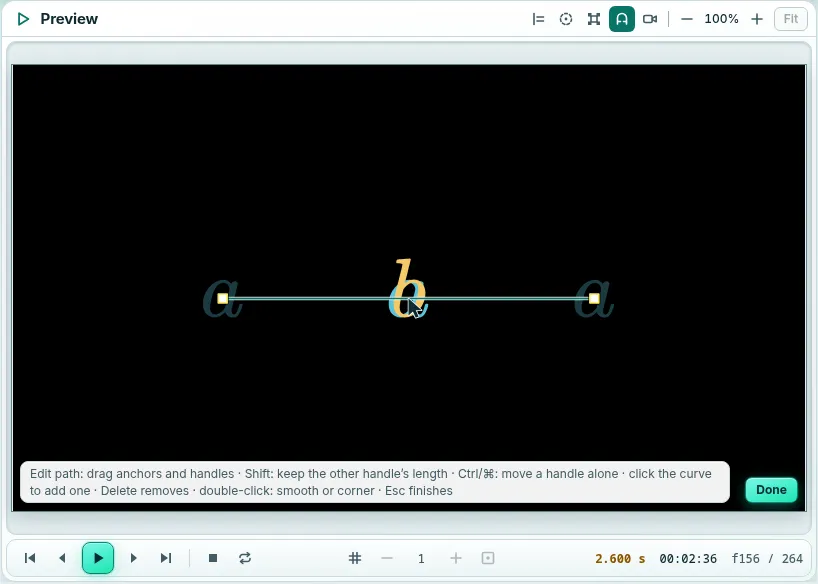 Preview
100%
Fit
b
a a a
Edit path: drag anchors and handles · Shift: keep the other handle's length · Ctrl/⌘: move a handle alone · click the curve
to add one · Delete removes · double-click: smooth or corner · Esc finishes
Done
1
2.600 s 00:02:36 f156 / 264